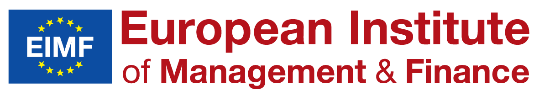 EIMF
European Institute
of Management & Finance